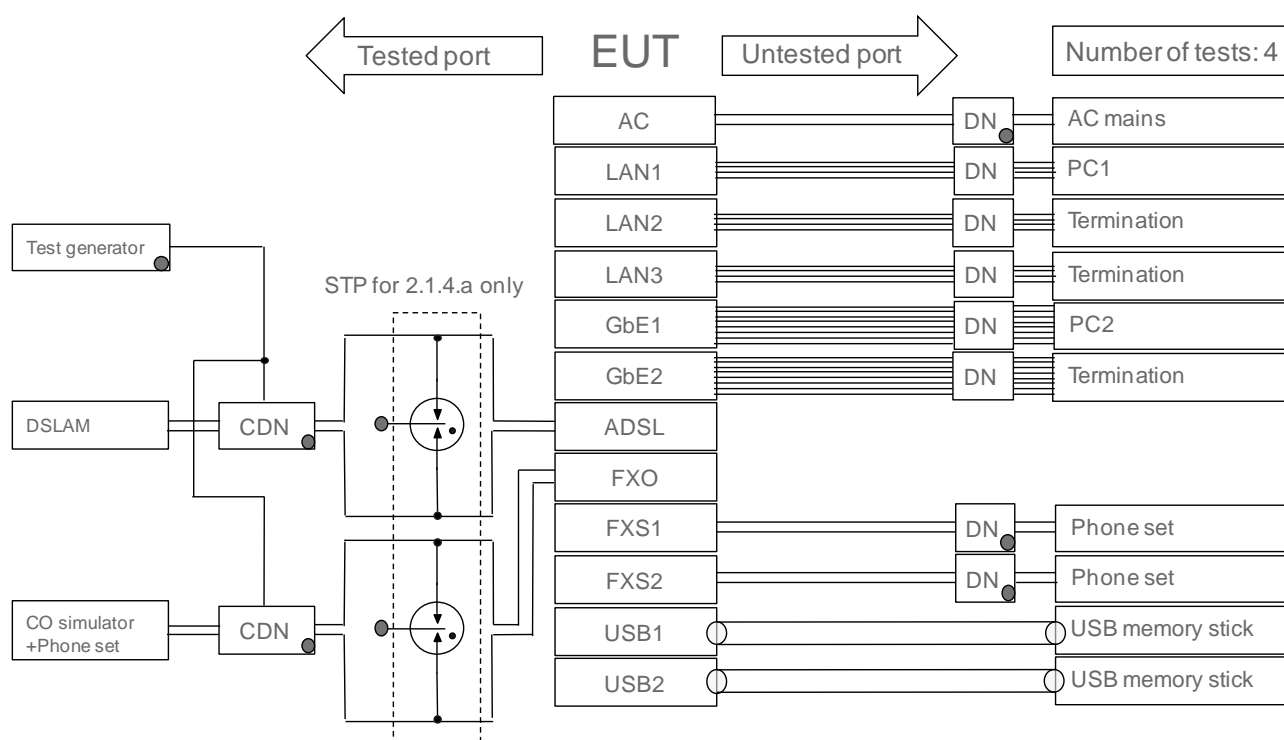 Tested port
EUT
Untested port
Number of tests: 4
AC
DN
AC mains
LAN1
DN
PC1
LAN2
DN
Termination
Test generator
LAN3
DN
Termination
STP for 2.1.4.a only
GbE1
DN
PC2
GbE2
DN
Termination
DSLAM
CDN
ADSL
FXO
FXS1
DN
Phone set
FXS2
DN
Phone set
CO simulator
+Phone set
CDN
USB1
USB memory stick
USB2
USB memory stick